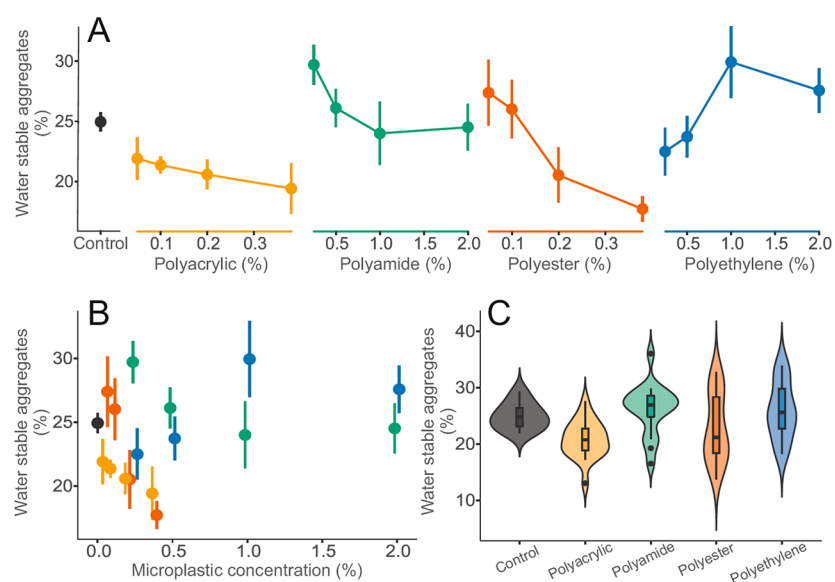 A
Water stable aggregates
(%)
30
25
20
Control
0.1 0.2 0.3
Polyacrylic (%)
0.5 1.0 1.5 2.0
Polyamide (%)
0.1 0.2 0.3
Polyester (%)
0.5 1.0 1.5 2.0
Polyethylene (%)
B
Water stable aggregates
(%)
30
25
20
0.0 0.5 1.0 1.5 2.0
Microplastic concentration (%)
C
Water stable aggregates
(%)
40
30
20
10
Control
Polyacrylic
Polyamide
Polyester
Polyethylene